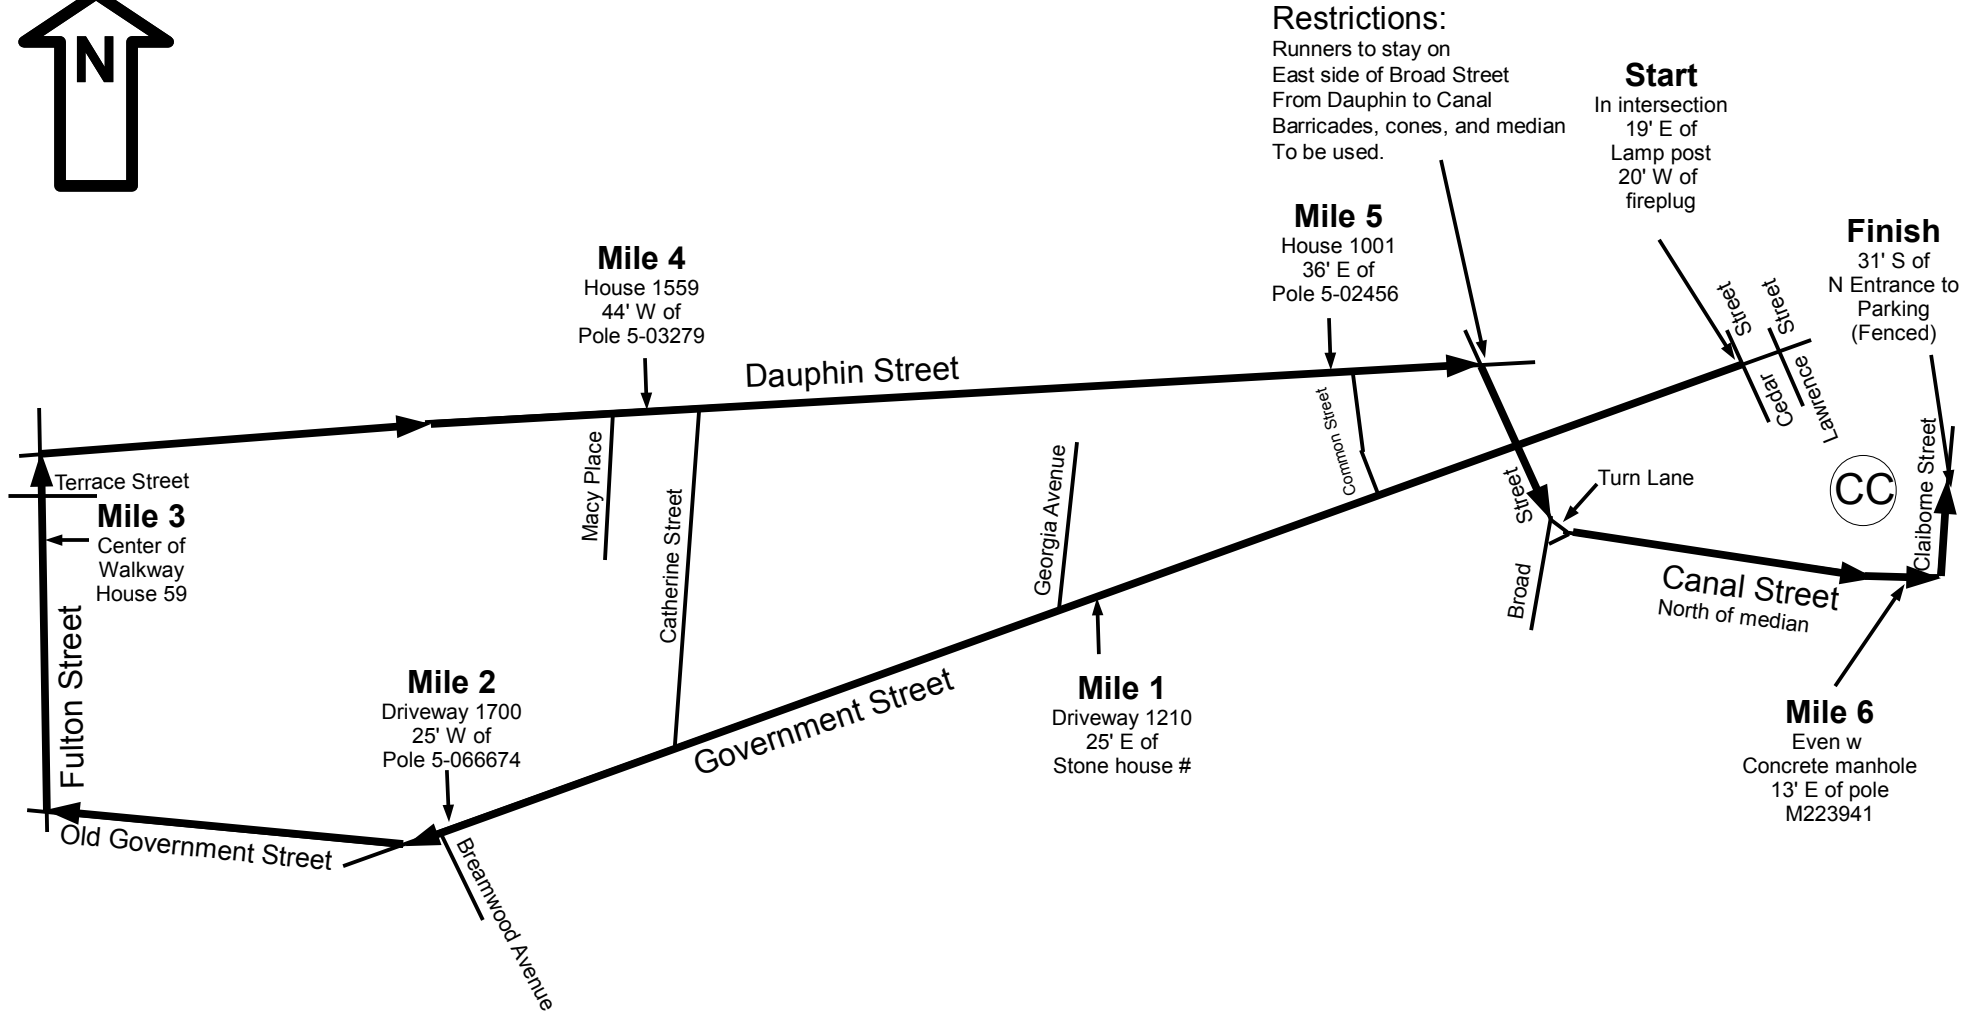 N
Restrictions:
Runners to stay on
East side of Broad Street
From Dauphin to Canal
Barricades, cones, and median
To be used.
Start
In intersection
19' E of
Lamp post
20' W of
fireplug
Mile 5
House 1001
36' E of
Pole 5-02456
Finish
31' S of
N Entrance to
Parking
(Fenced)
Mile 4
House 1559
44' W of
Pole 5-03279
Dauphin Street
Cedar Street
Lawrence Street
Terrace Street
Mile 3
Center of
Walkway
House 59
Macy Place
Catherine Street
Georgia Avenue
Common Street
Broad Street
Turn Lane
CC
Claiborne Street
Canal Street
North of median
Fulton Street
Mile 2
Driveway 1700
25' W of
Pole 5-066674
Government Street
Mile 1
Driveway 1210
25' E of
Stone house #
Mile 6
Even w
Concrete manhole
13' E of pole
M223941
Old Government Street
Breamwood Avenue